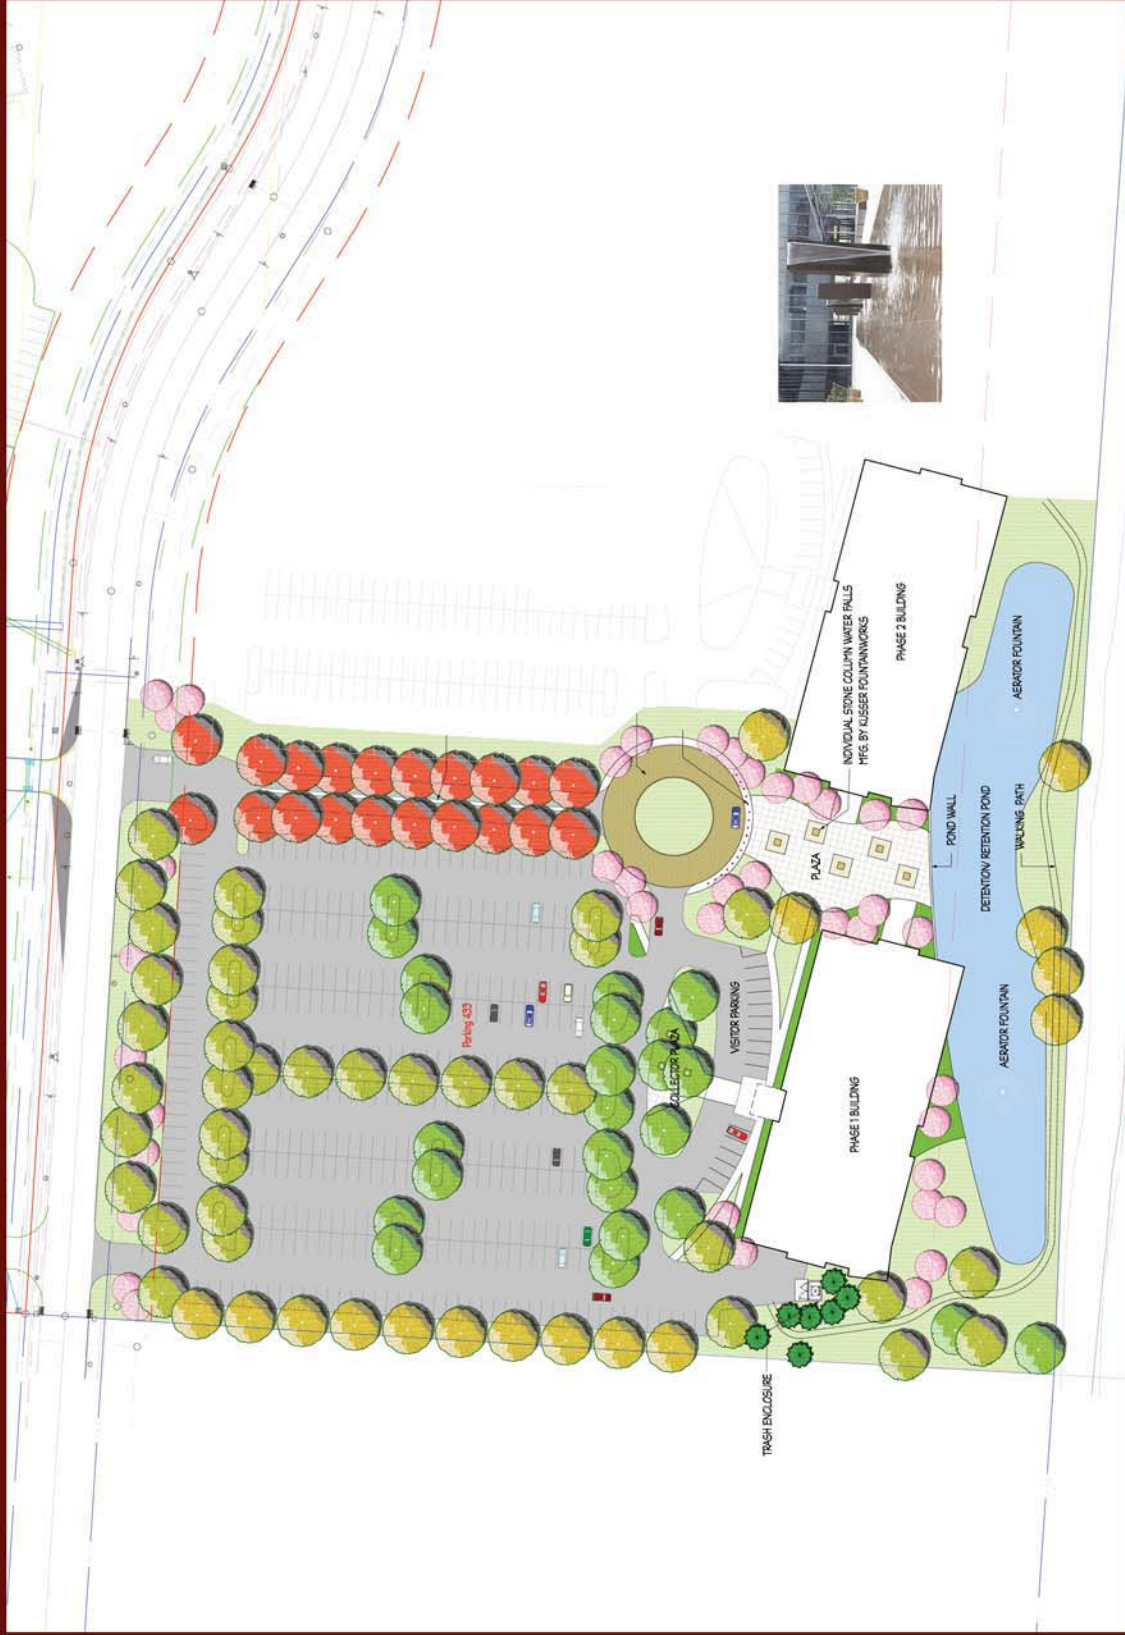 Parking 433
COLLECTOR PLAZA
VISITOR PARKING
PHASE 1 BUILDING
PLAZA
INDIVIDUAL STONE COLUMN WATER FALLS
MFG. BY KUSSER FOUNTAINWORKS
PHASE 2 BUILDING
POND WALL
DETENTION/ RETENTION POND
WALKING PATH
AERATOR FOUNTAIN
AERATOR FOUNTAIN
TRASH ENCLOSURE